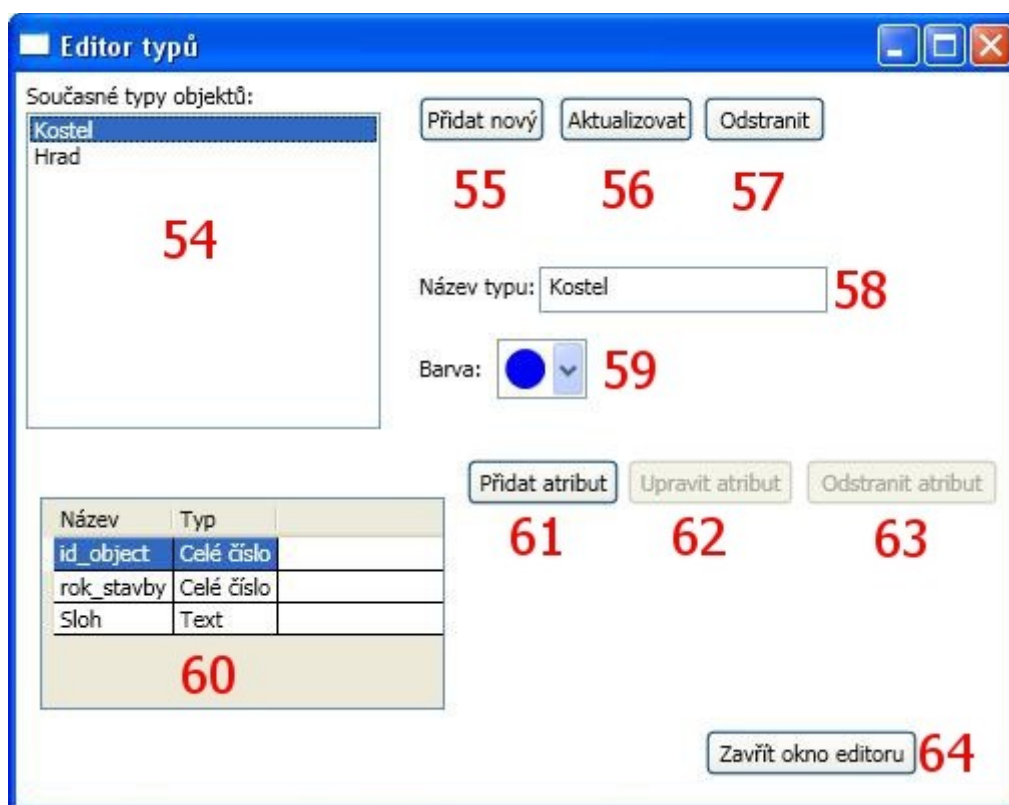 Editor typů
Současné typy objektů:
Kostel
Hrad
54
Přidat nový Aktualizovat Odstranit
55 56 57
Název typu: Kostel 58
Barva: 59
Přidat atribut Upravit atribut Odstranit atribut
61 62 63
Název Typ
id_object Celé číslo
rok_stavby Celé číslo
Sloh Text
60
Zavřít okno editoru 64